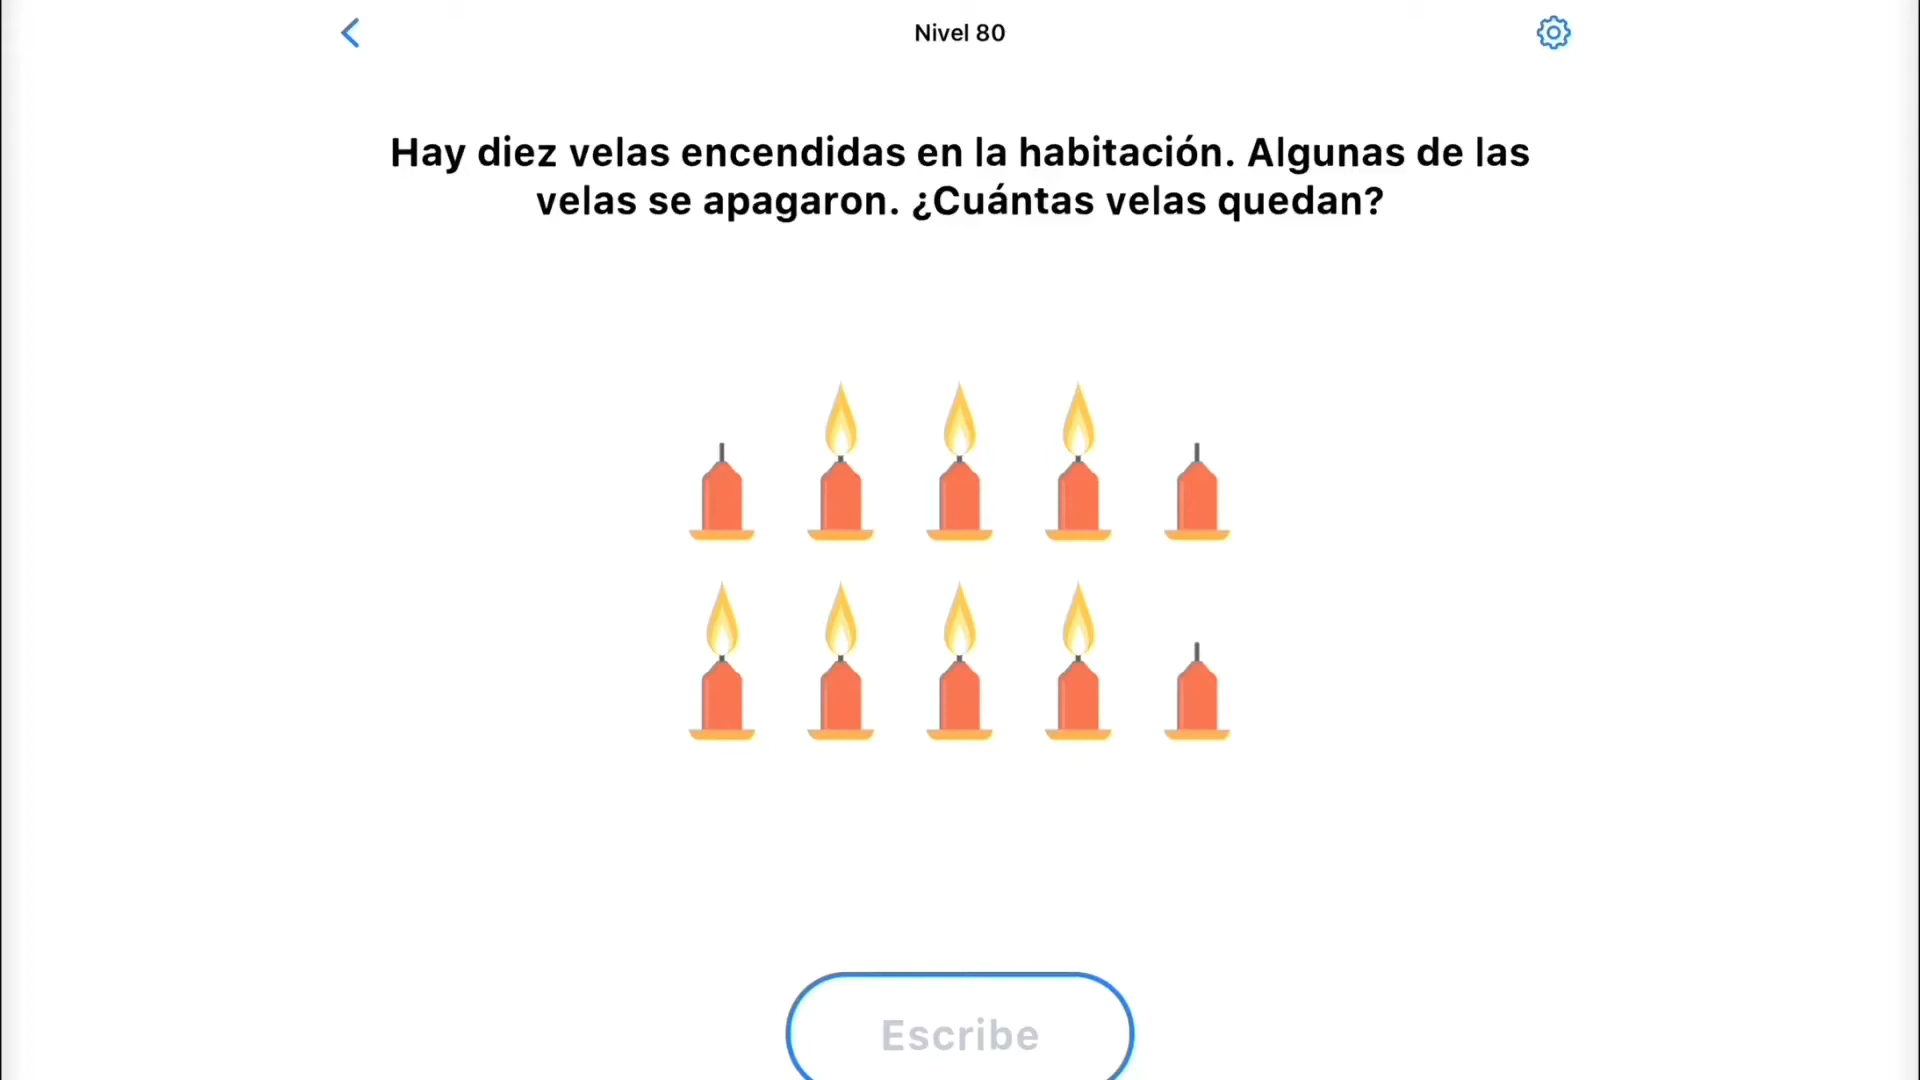 Nivel 80
Hay diez velas encendidas en la habitación. Algunas de las
velas se apagaron. ¿Cuántas velas quedan?
Escribe